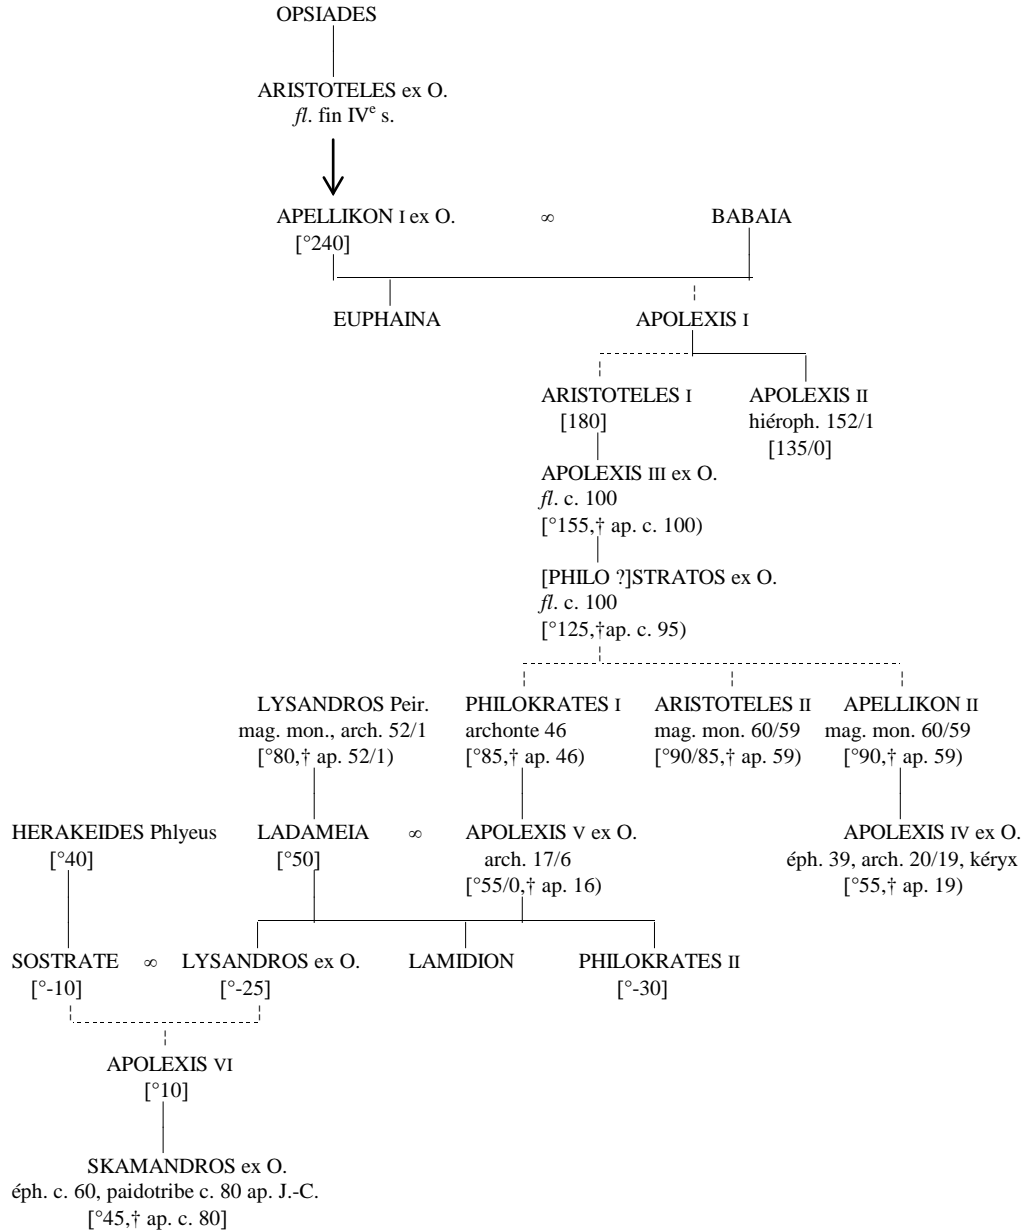 OPSIADES
ARISTOTELES ex O.
fl. fin IVe s.
APELLIKON I ex O. ∞ BABAIA
[°240]
EUPHAINA APOLEXIS I
ARISTOTELES I APOLEXIS II
[180] hiéroph. 152/1
[135/0]
APOLEXIS III ex O.
fl. c. 100
[°155,† ap. c. 100)
[PHILO ?]STRATOS ex O.
fl. c. 100
[°125,†ap. c. 95)
LYSANDROS Peir. PHILOKRATES I ARISTOTELES II APELLIKON II
mag. mon., arch. 52/1 archonte 46 mag. mon. 60/59 mag. mon. 60/59
[°80,† ap. 52/1) [°85,† ap. 46) [°90/85,† ap. 59) [°90,† ap. 59)
HERAKEIDES Phlyeus LADAMEIA ∞ APOLEXIS V ex O. APOLEXIS IV ex O.
[°40] [°50] arch. 17/6 éph. 39, arch. 20/19, kéryx
[°55/0,† ap. 16) [°55,† ap. 19)
SOSTRATE ∞ LYSANDROS ex O. LAMIDION PHILOKRATES II
[°-10] [°-25] [°-30]
APOLEXIS VI
[°10]
SKAMANDROS ex O.
éph. c. 60, paidotribe c. 80 ap. J.-C.
[°45,† ap. c. 80]